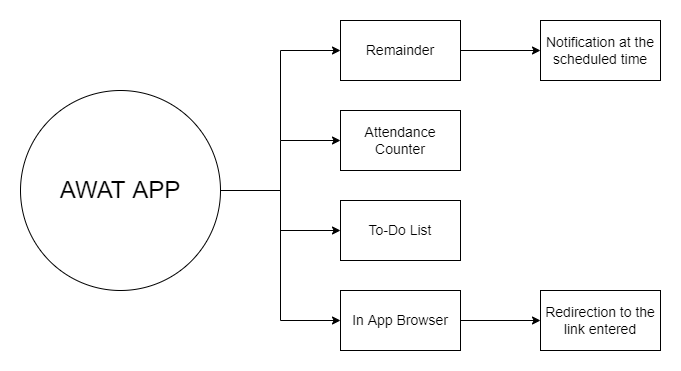 AWAT APP
Remainder
Notification at the
scheduled time
Attendance
Counter
To-Do List
In App Browser
Redirection to the
link entered